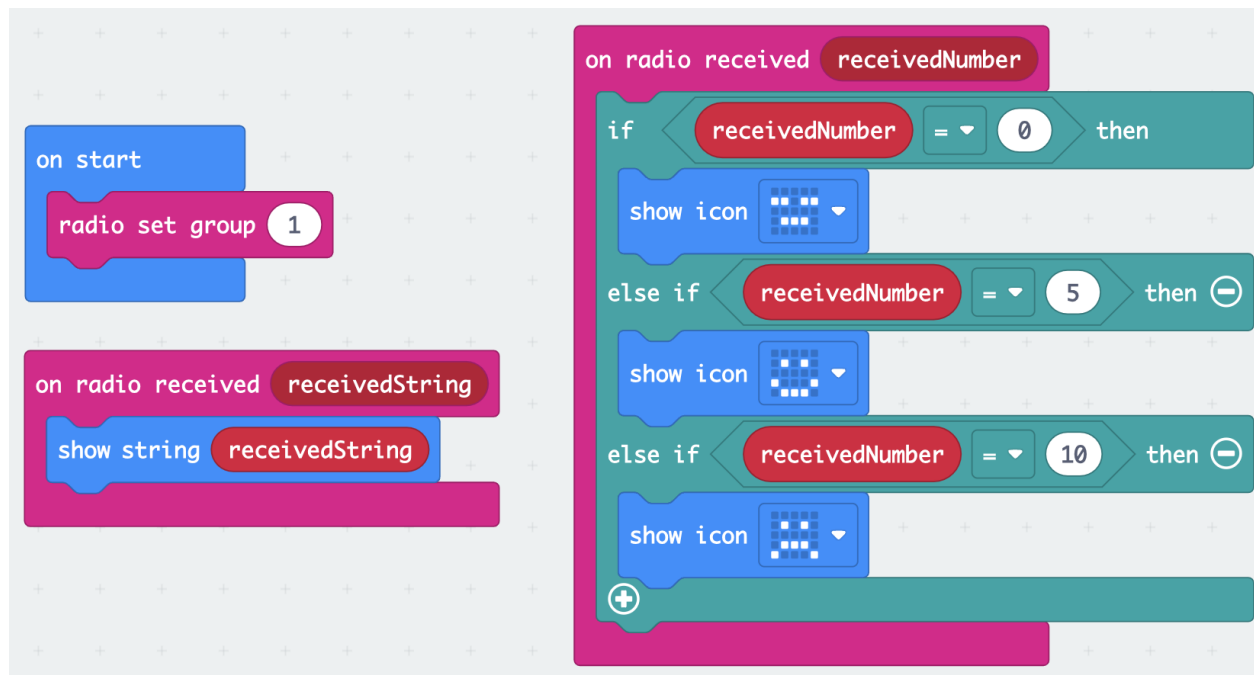 on start
radio set group 1
on radio received receivedString
show string receivedString
on radio received receivedNumber
if receivedNumber = 0 then
show icon
else if receivedNumber = 5 then
show icon
else if receivedNumber = 10 then
show icon